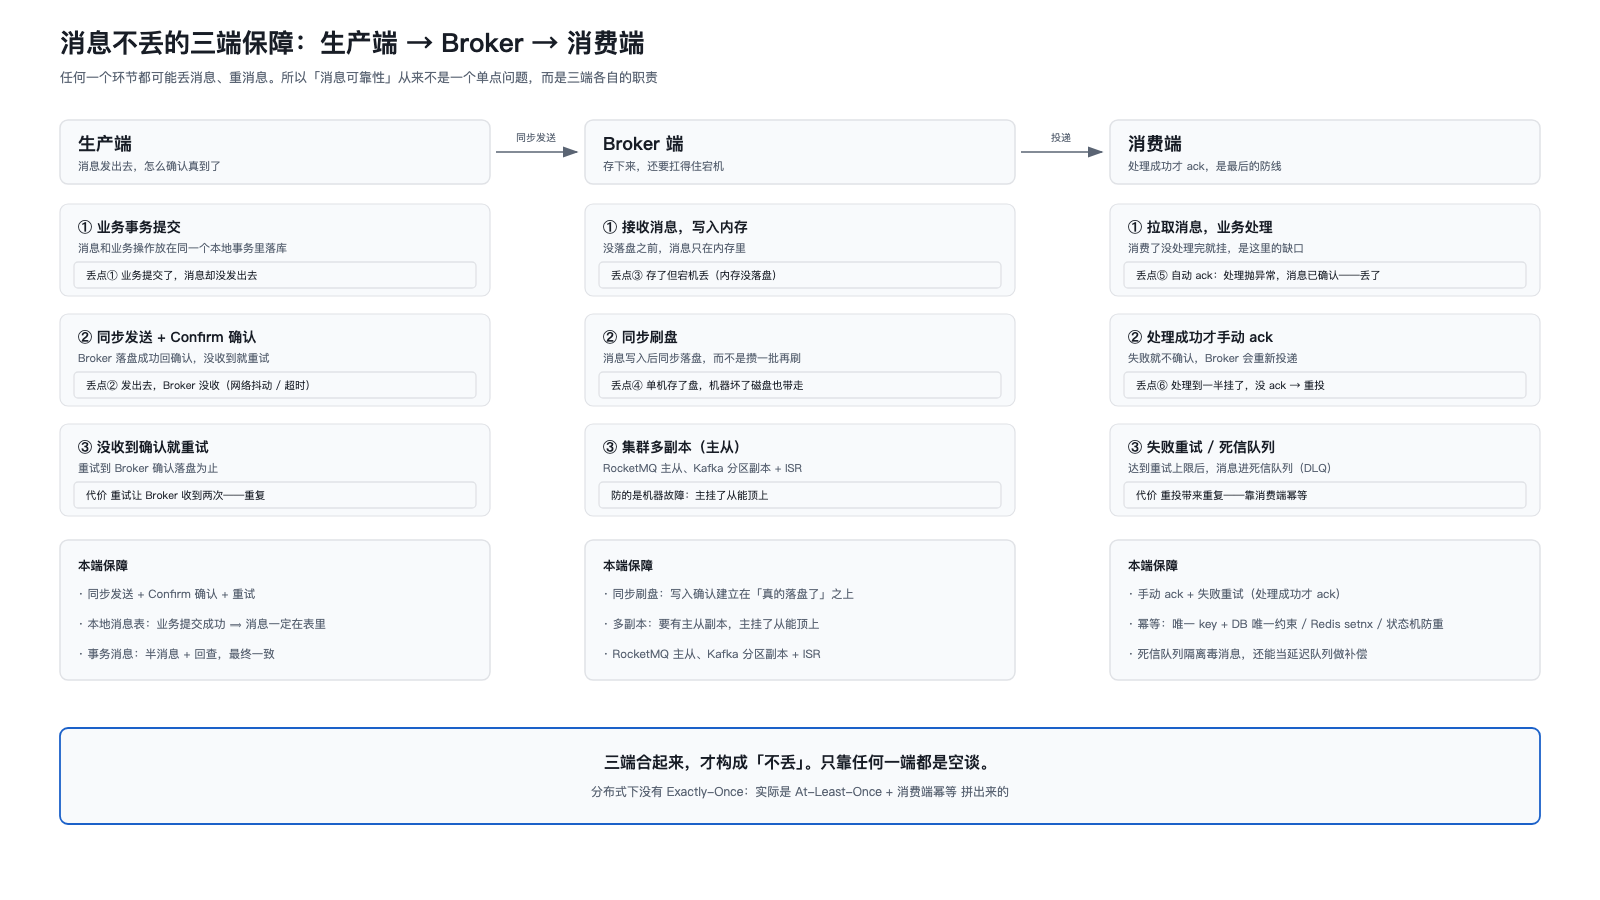 消息不丢的三端保障：生产端 → Broker → 消费端
任何一个环节都可能丢消息、重消息。所以「消息可靠性」从来不是一个单点问题，而是三端各自的职责
生产端
消息发出去，怎么确认真到了
同步发送
Broker 端
存下来，还要扛得住宕机
投递
消费端
处理成功才 ack，是最后的防线
① 业务事务提交
消息和业务操作放在同一个本地事务里落库
丢点① 业务提交了，消息却没发出去
② 同步发送 + Confirm 确认
Broker 落盘成功回确认，没收到就重试
丢点② 发出去，Broker 没收（网络抖动 / 超时）
③ 没收到确认就重试
重试到 Broker 确认落盘为止
代价 重试让 Broker 收到两次——重复
① 接收消息，写入内存
没落盘之前，消息只在内存里
丢点③ 存了但宕机丢（内存没落盘）
② 同步刷盘
消息写入后同步落盘，而不是攒一批再刷
丢点④ 单机存了盘，机器坏了磁盘也带走
③ 集群多副本（主从）
RocketMQ 主从、Kafka 分区副本 + ISR
防的是机器故障：主挂了从能顶上
① 拉取消息，业务处理
消费了没处理完就挂，是这里的缺口
丢点⑤ 自动 ack：处理抛异常，消息已确认——丢了
② 处理成功才手动 ack
失败就不确认，Broker 会重新投递
丢点⑥ 处理到一半挂了，没 ack → 重投
③ 失败重试 / 死信队列
达到重试上限后，消息进死信队列（DLQ）
代价 重投带来重复——靠消费端幂等
本端保障
· 同步发送 + Confirm 确认 + 重试
· 本地消息表：业务提交成功 ⟹ 消息一定在表里
· 事务消息：半消息 + 回查，最终一致
本端保障
· 同步刷盘：写入确认建立在「真的落盘了」之上
· 多副本：要有主从副本，主挂了从能顶上
· RocketMQ 主从、Kafka 分区副本 + ISR
本端保障
· 手动 ack + 失败重试（处理成功才 ack）
· 幂等：唯一 key + DB 唯一约束 / Redis setnx / 状态机防重
· 死信队列隔离毒消息，还能当延迟队列做补偿
三端合起来，才构成「不丢」。只靠任何一端都是空谈。
分布式下没有 Exactly-Once：实际是 At-Least-Once + 消费端幂等 拼出来的